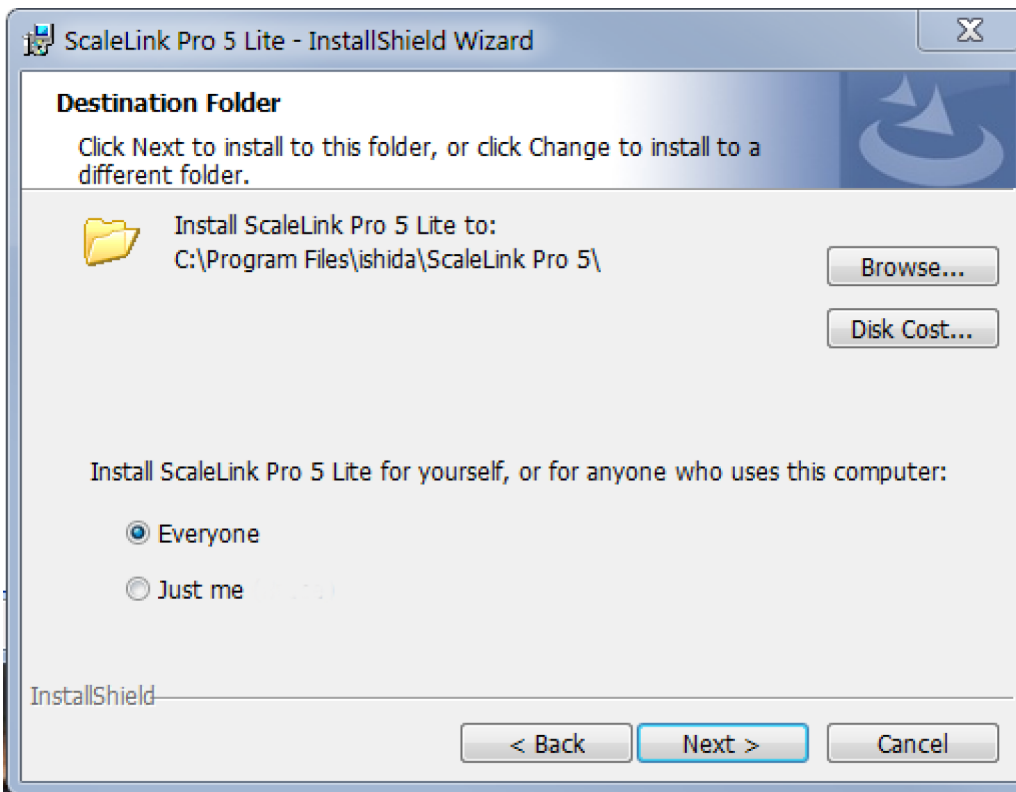 ScaleLink Pro 5 Lite - InstallShield Wizard
Destination Folder
Click Next to install to this folder, or click Change to install to a
different folder.
Install ScaleLink Pro 5 Lite to:
C:\Program Files\ishida\ScaleLink Pro 5\
Browse...
Disk Cost...
Install ScaleLink Pro 5 Lite for yourself, or for anyone who uses this computer:
Everyone
Just me
InstallShield
< Back
Next >
Cancel